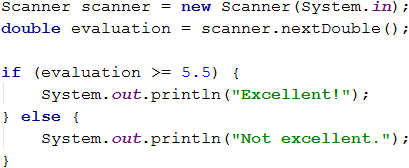 Scanner scanner = new Scanner(System.in);
double evaluation = scanner.nextDouble();
if (evaluation >= 5.5) {
    System.out.println("Excellent!");
} else {
    System.out.println("Not excellent.");
}